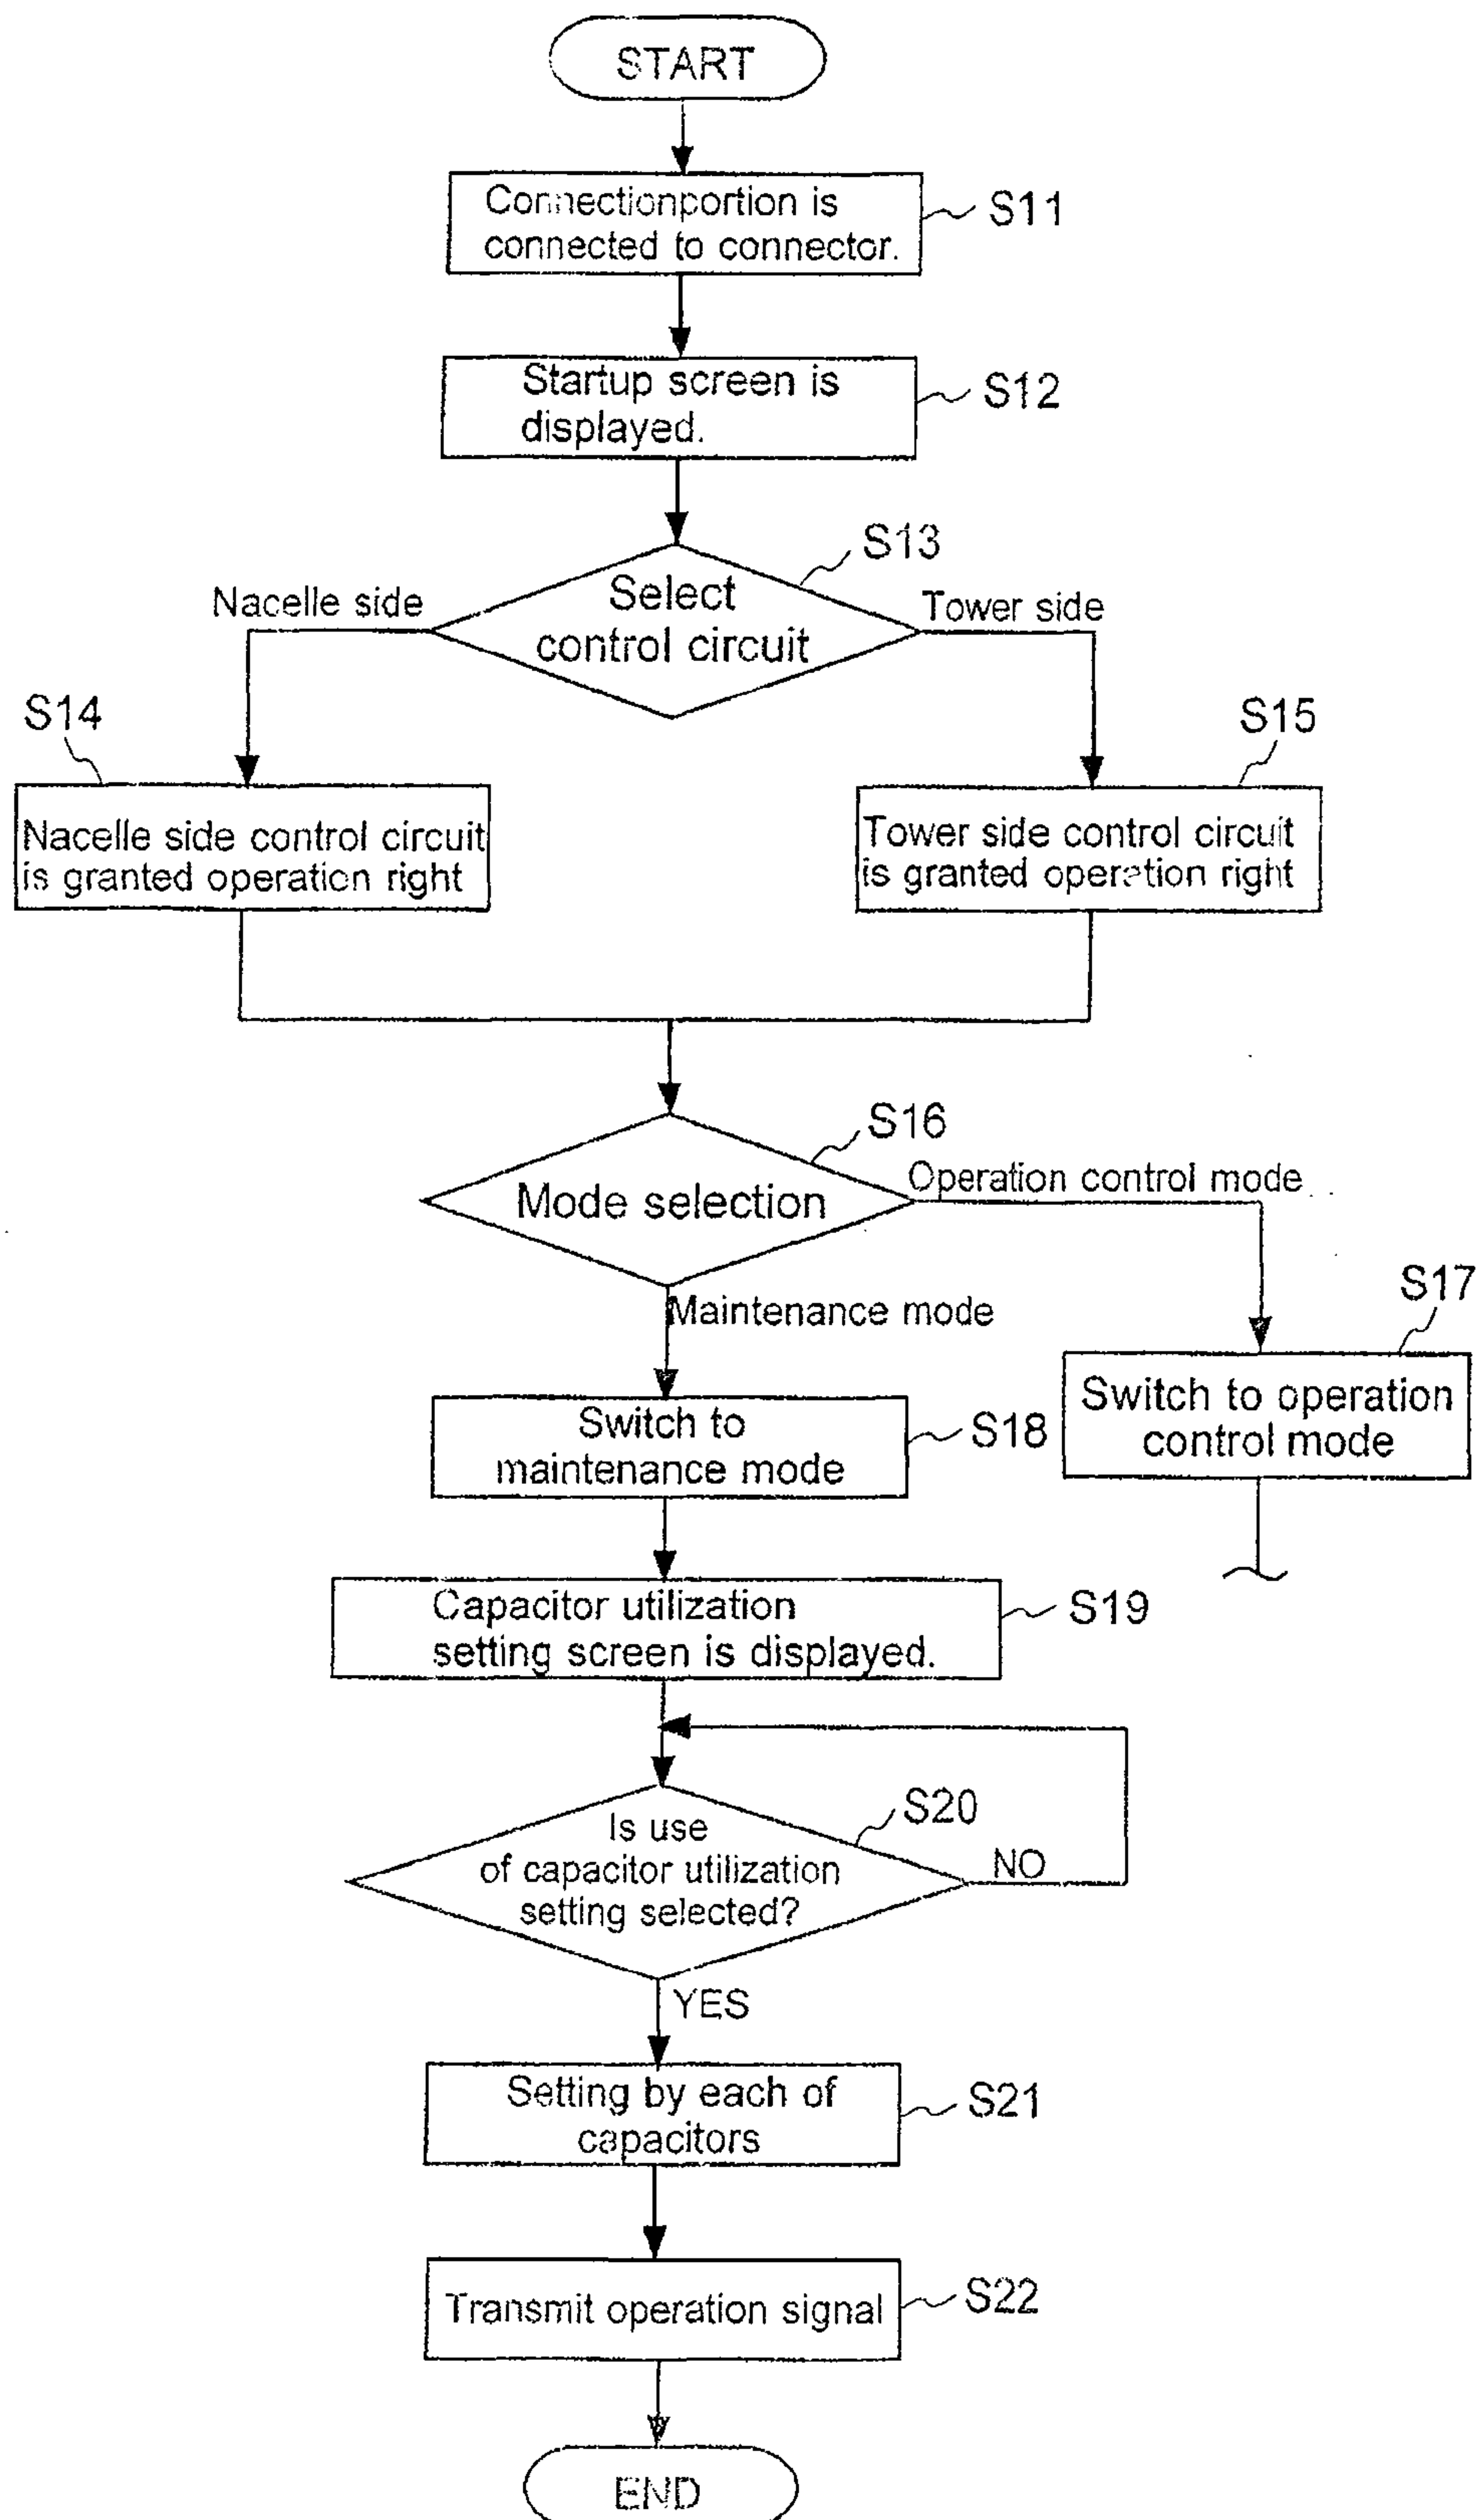 START
Connectionportion is
connected to connector.
S11
Startup screen is
displayed.
S12
S13
Select
control circuit
Nacelle side
Tower side
S14
Nacelle side control circuit
is granted operation right
S15
Tower side control circuit
is granted operation right
S16
Mode selection
Operation control mode
Maintenance mode
S17
Switch to operation
control mode
Switch to
maintenance mode
S18
Capacitor utilization
setting screen is displayed.
S19
S20
Is use
of capacitor utilization
setting selected?
NO
YES
Setting by each of
capacitors
S21
Transmit operation signal
S22
END